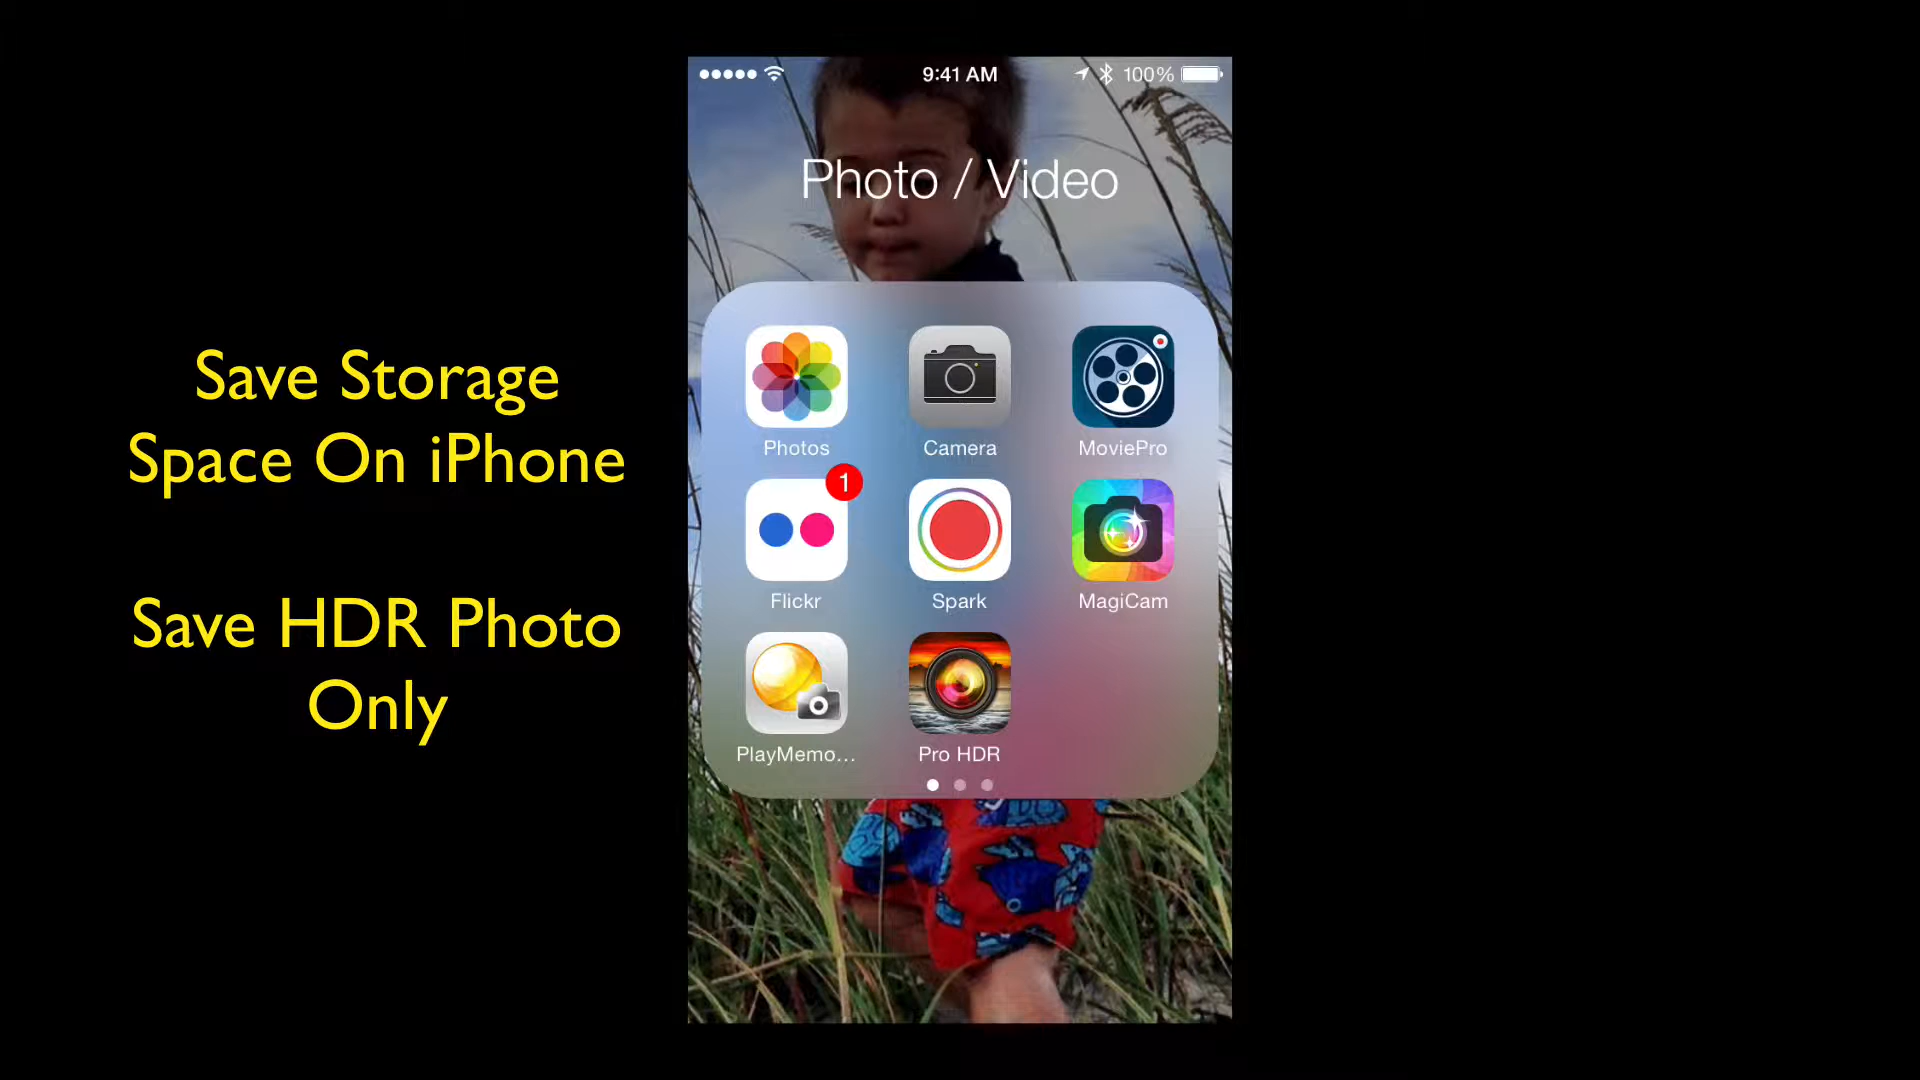 9:41 AM
100%
Photo / Video
Save Storage
Space On iPhone
Save HDR Photo
Only
Photos
Camera
MoviePro
1
Flickr
Spark
MagiCam
PlayMemo...
Pro HDR